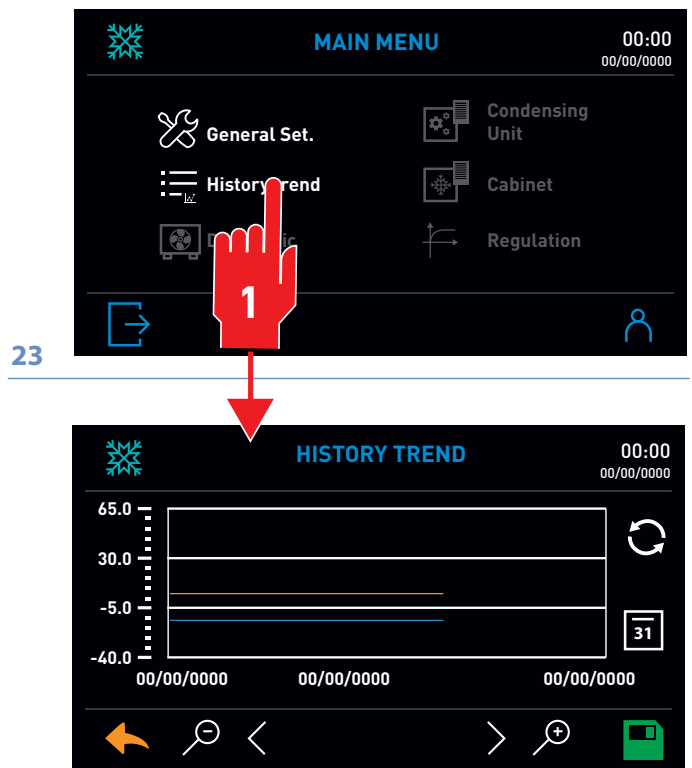 MAIN MENU
00:00
00/00/0000
General Set.
Condensing
Unit
History
rend
Cabinet
Regulation
1
23
HISTORY TREND
00:00
00/00/0000
65.0
30.0
-5.0
-40.0
31
00/00/0000 00/00/0000 00/00/0000